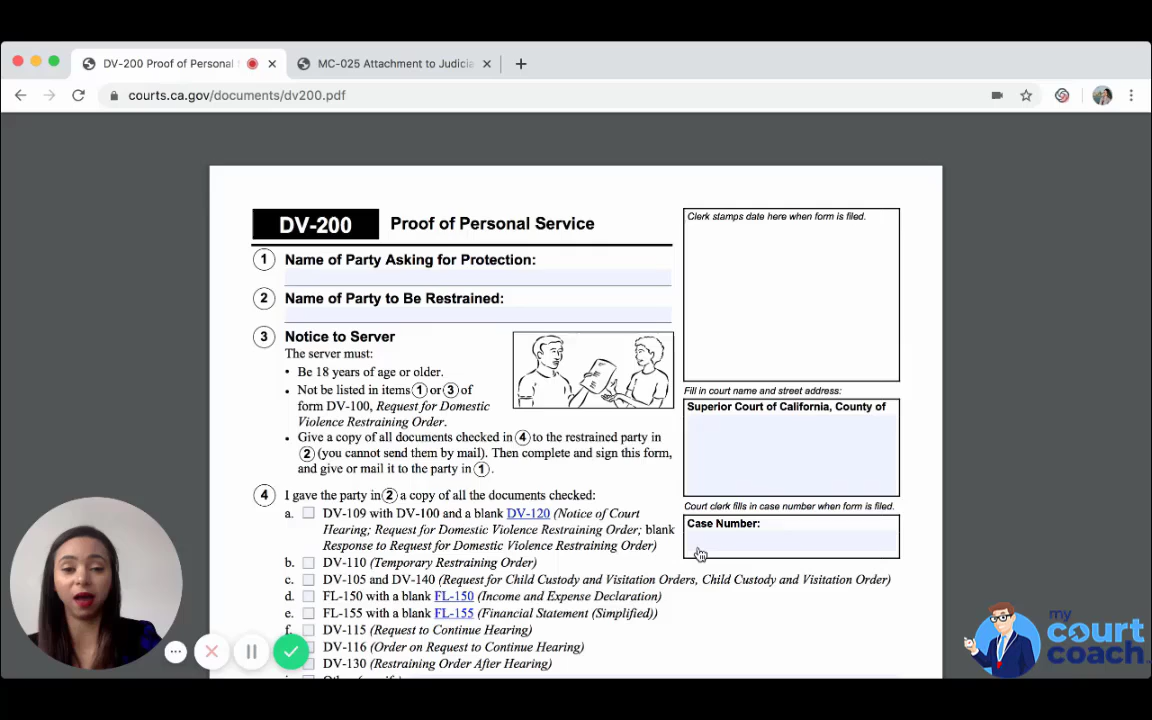 DV-200 Proof of Personal
MC-025 Attachment to Judicia
courts.ca.gov/documents/dv200.pdf
DV-200
Proof of Personal Service
Clerk stamps date here when form is filed.
1 Name of Party Asking for Protection:
2 Name of Party to Be Restrained:
3 Notice to Server
The server must:
• Be 18 years of age or older.
• Not be listed in items 1 or 3 of
form DV-100, Request for Domestic
Violence Restraining Order.
• Give a copy of all documents checked in 4 to the restrained party in
2 (you cannot send them by mail). Then complete and sign this form,
and give or mail it to the party in 1.
Fill in court name and street address:
Superior Court of California, County of
Court clerk fills in case number when form is filed.
Case Number:
4 I gave the party in 2 a copy of all the documents checked:
a. DV-109 with DV-100 and a blank DV-120 (Notice of Court
Hearing; Request for Domestic Violence Restraining Order; blank
Response to Request for Domestic Violence Restraining Order)
b. DV-110 (Temporary Restraining Order)
c. DV-105 and DV-140 (Request for Child Custody and Visitation Orders, Child Custody and Visitation Order)
d. FL-150 with a blank FL-150 (Income and Expense Declaration)
e. FL-155 with a blank FL-155 (Financial Statement (Simplified))
f. DV-115 (Request to Continue Hearing)
DV-116 (Order on Request to Continue Hearing)
DV-130 (Restraining Order After Hearing)
my
court
coach